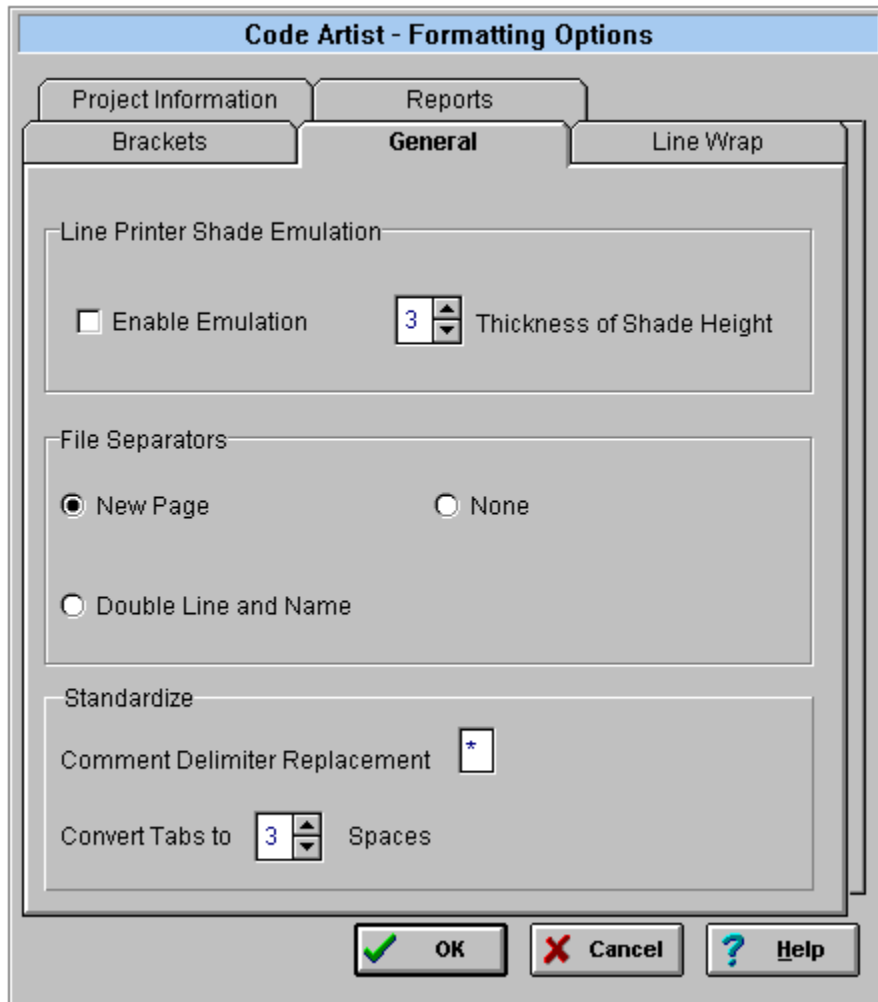 Code Artist - Formatting Options
Project Information Reports
Brackets General Line Wrap
Line Printer Shade Emulation
Enable Emulation 3 Thickness of Shade Height
File Separators
New Page None
Double Line and Name
Standardize
Comment Delimiter Replacement *
Convert Tabs to 3 Spaces
OK Cancel ? Help